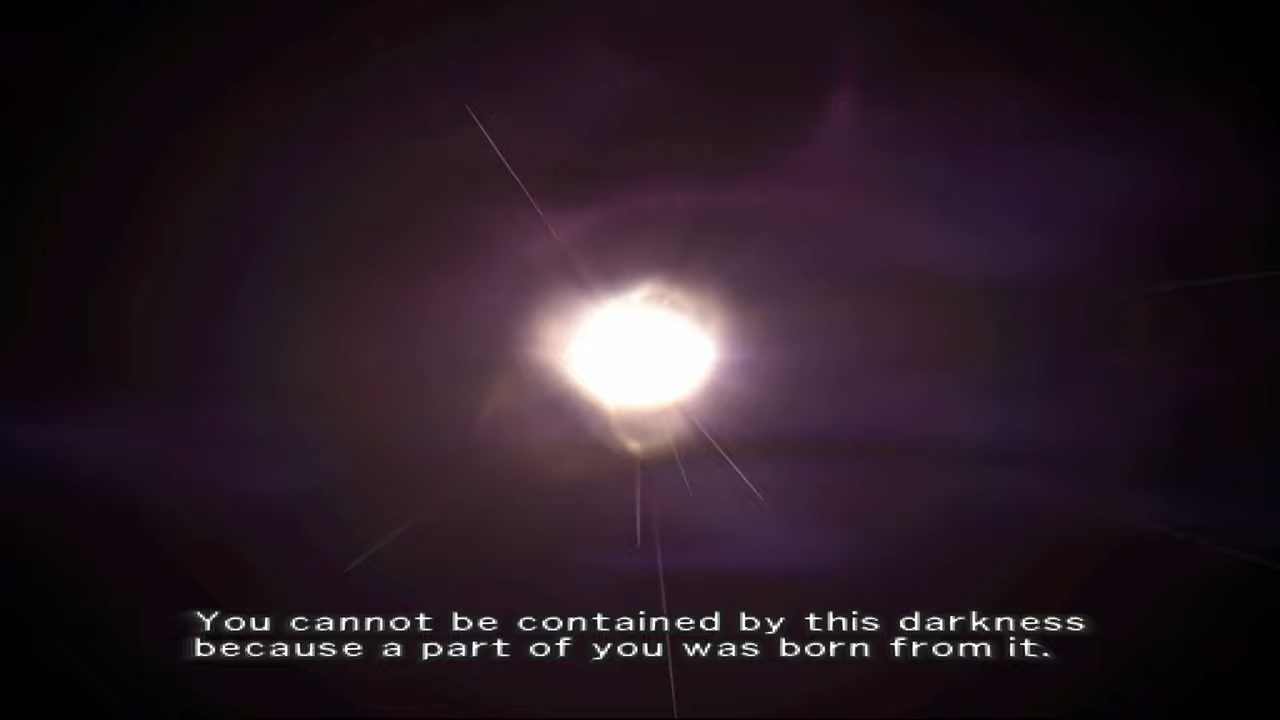 You cannot be contained by this darkness
because a part of you was born from it.